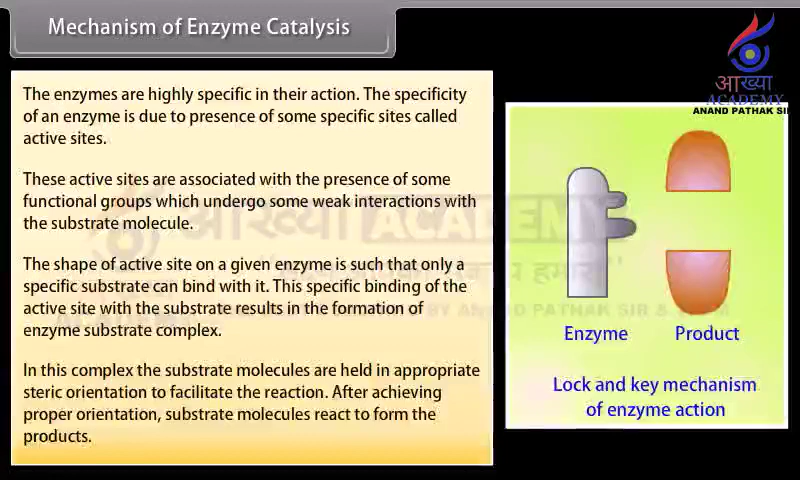 Mechanism of Enzyme Catalysis
आख्या
ACADEMY
ANAND PATHAK SIR
The enzymes are highly specific in their action. The specificity
of an enzyme is due to presence of some specific sites called
active sites.
These active sites are associated with the presence of some
functional groups which undergo some weak interactions with
the substrate molecule.
The shape of active site on a given enzyme is such that only a
specific substrate can bind with it. This specific binding of the
active site with the substrate results in the formation of
enzyme substrate complex.
In this complex the substrate molecules are held in appropriate
steric orientation to facilitate the reaction. After achieving
proper orientation, substrate molecules react to form the
products.
आख्या ACADEMY
BY ANAND PATHAK SIR &
Enzyme
Product
Lock and key mechanism
of enzyme action